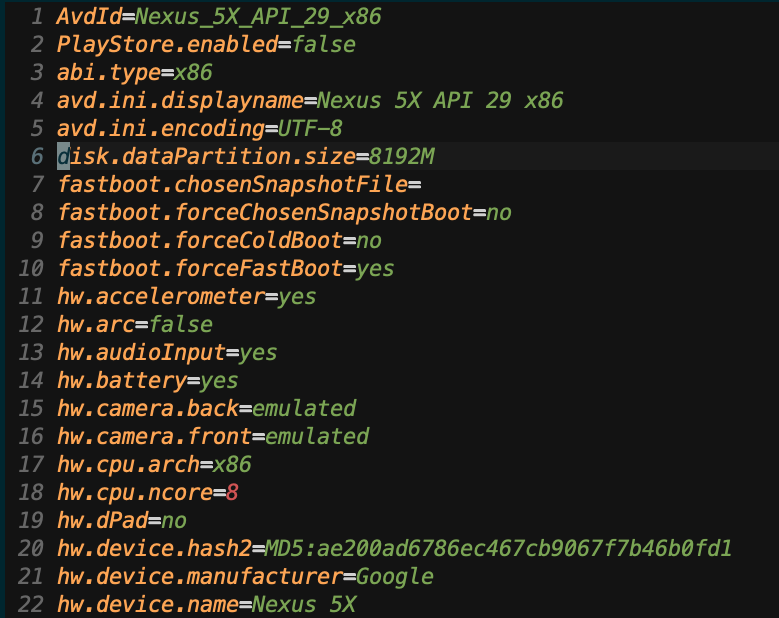 1 AvdId=Nexus_5X_API_29_x86
2 PlayStore.enabled=false
3 abi.type=x86
4 avd.ini.displayname=Nexus 5X API 29 x86
5 avd.ini.encoding=UTF-8
6 disk.dataPartition.size=8192M
7 fastboot.chosenSnapshotFile=
8 fastboot.forceChosenSnapshotBoot=no
9 fastboot.forceColdBoot=no
10 fastboot.forceFastBoot=yes
11 hw.accelerometer=yes
12 hw.arc=false
13 hw.audioInput=yes
14 hw.battery=yes
15 hw.camera.back=emulated
16 hw.camera.front=emulated
17 hw.cpu.arch=x86
18 hw.cpu.ncore=8
19 hw.dPad=no
20 hw.device.hash2=MD5:ae200ad6786ec467cb9067f7b46b0fd1
21 hw.device.manufacturer=Google
22 hw.device.name=Nexus 5X